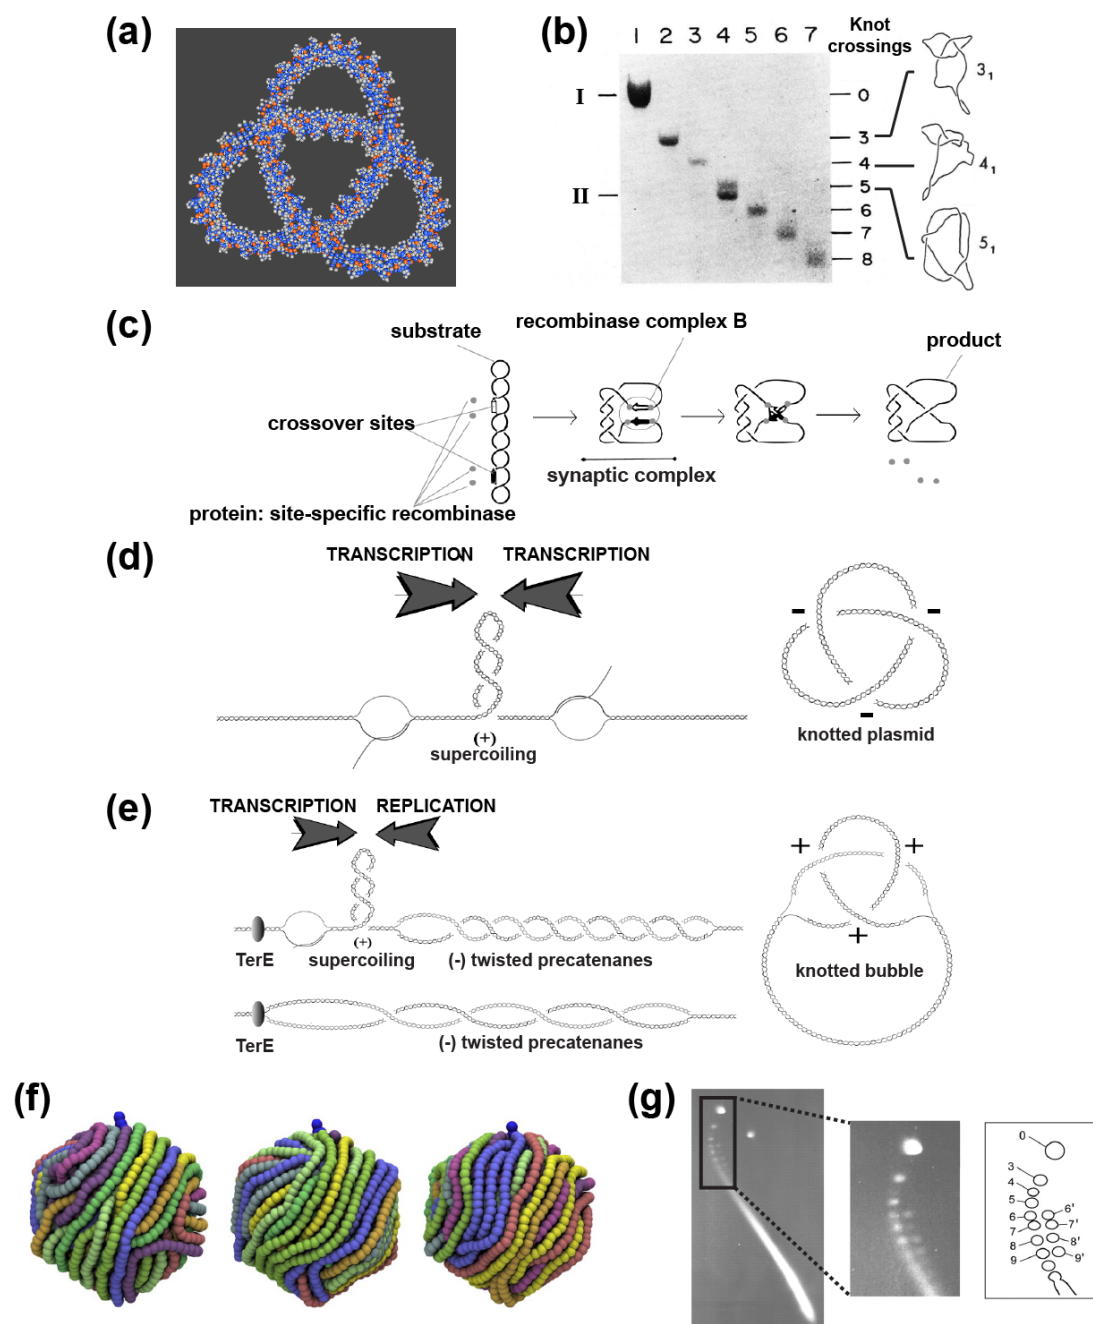 (a)
(b)
1 2 3 4 5 6 7
Knot
crossings
I
II
0
3
4
5
6
7
8
3₁
4₁
5₁
(c)
substrate
recombinase complex B
product
crossover sites
synaptic complex
protein: site-specific recombinase
(d)
TRANSCRIPTION
TRANSCRIPTION
(+)
supercoiling
- -
-
knotted plasmid
(e)
TRANSCRIPTION
REPLICATION
TerE
(+)
supercoiling
(-) twisted precatenanes
TerE
(-) twisted precatenanes
+ +
+
knotted bubble
(f)
(g)
0
3
4
5
6 6'
7 7'
8 8'
9 9'